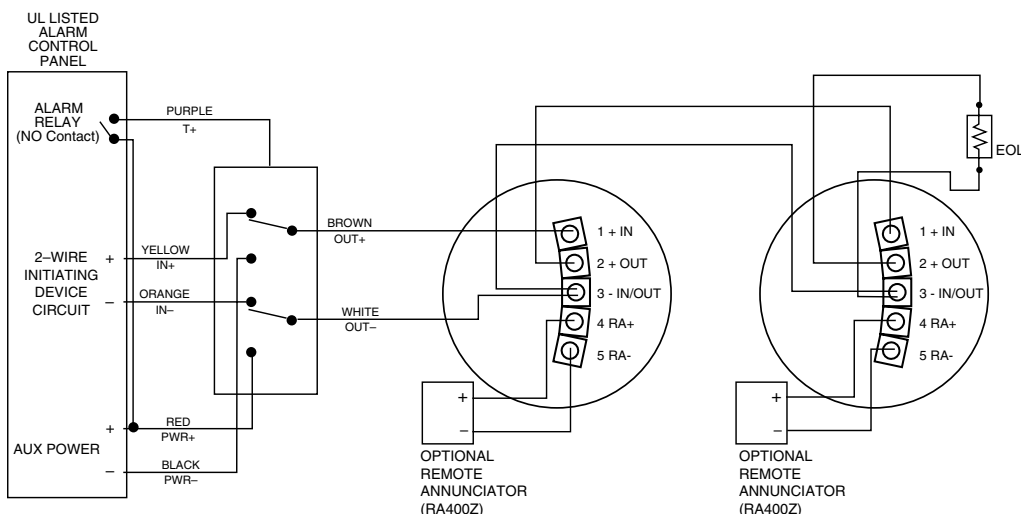 UL LISTED
ALARM
CONTROL
PANEL
ALARM
RELAY
(NO Contact)
PURPLE
T+
2–WIRE
INITIATING
DEVICE
CIRCUIT
+
–
YELLOW
IN+
ORANGE
IN–
BROWN
OUT+
WHITE
OUT–
AUX POWER
+
–
RED
PWR+
BLACK
PWR–
1 + IN
2 + OUT
3 - IN/OUT
4 RA+
5 RA-
+
–
OPTIONAL
REMOTE
ANNUNCIATOR
(RA400Z)
1 + IN
2 + OUT
3 - IN/OUT
4 RA+
5 RA-
+
–
OPTIONAL
REMOTE
ANNUNCIATOR
(RA400Z)
EOL